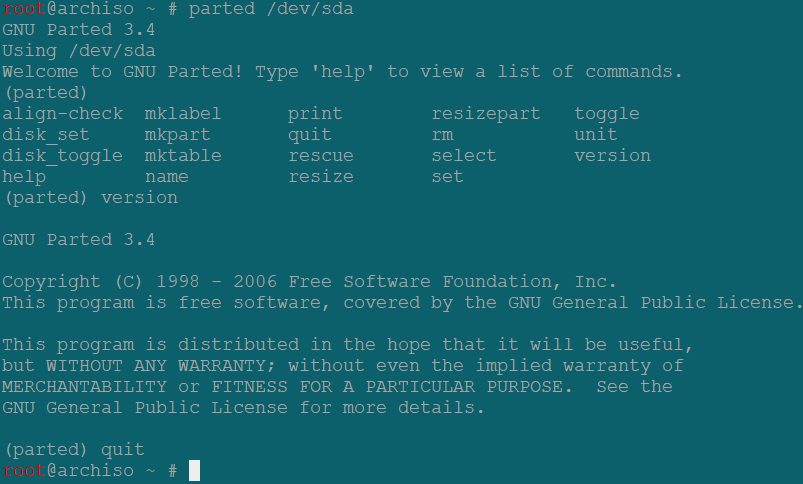 root@archiso ~ # parted /dev/sda
GNU Parted 3.4
Using /dev/sda
Welcome to GNU Parted! Type 'help' to view a list of commands.
(parted)
align-check  mklabel      print        resizepart   toggle
disk_set     mkpart       quit         rm           unit
disk_toggle  mktable      rescue       select       version
help         name         resize       set
(parted) version

GNU Parted 3.4

Copyright (C) 1998 - 2006 Free Software Foundation, Inc.
This program is free software, covered by the GNU General Public License.

This program is distributed in the hope that it will be useful,
but WITHOUT ANY WARRANTY; without even the implied warranty of
MERCHANTABILITY or FITNESS FOR A PARTICULAR PURPOSE.  See the
GNU General Public License for more details.

(parted) quit
root@archiso ~ #